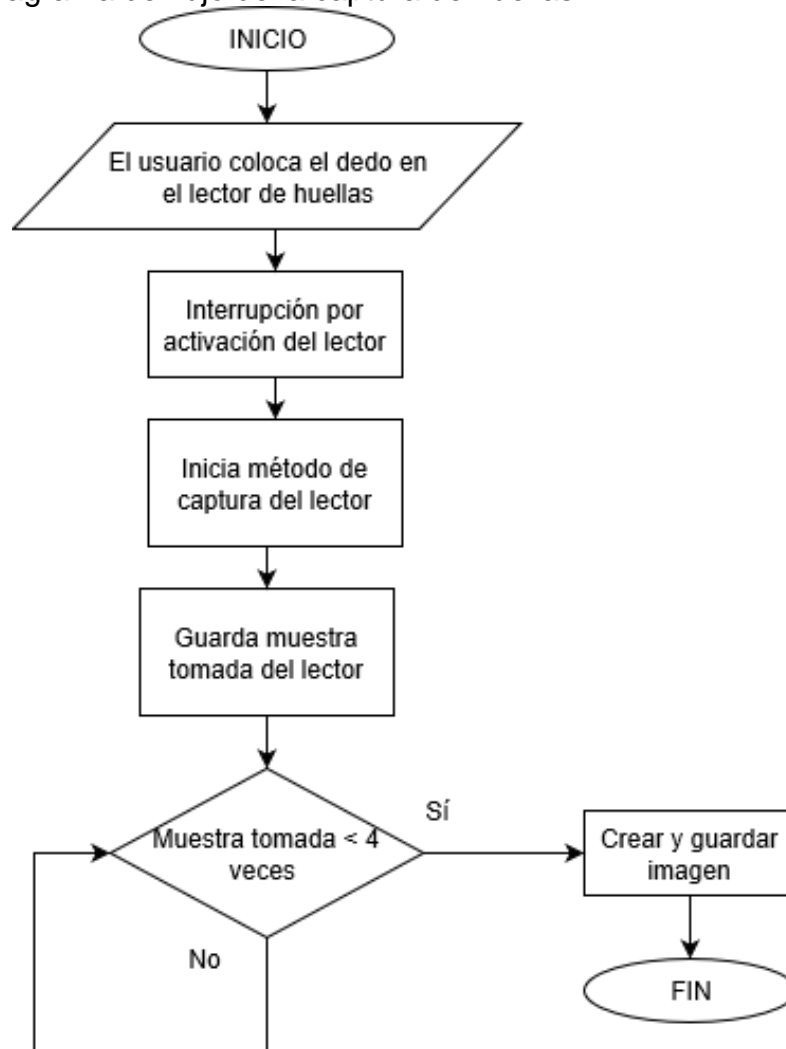 INICIO
El usuario coloca el dedo en
el lector de huellas
Interrupción por
activación del lector
Inicia método de
captura del lector
Guarda muestra
tomada del lector
Muestra tomada < 4
veces
Sí
Crear y guardar
imagen
No
FIN